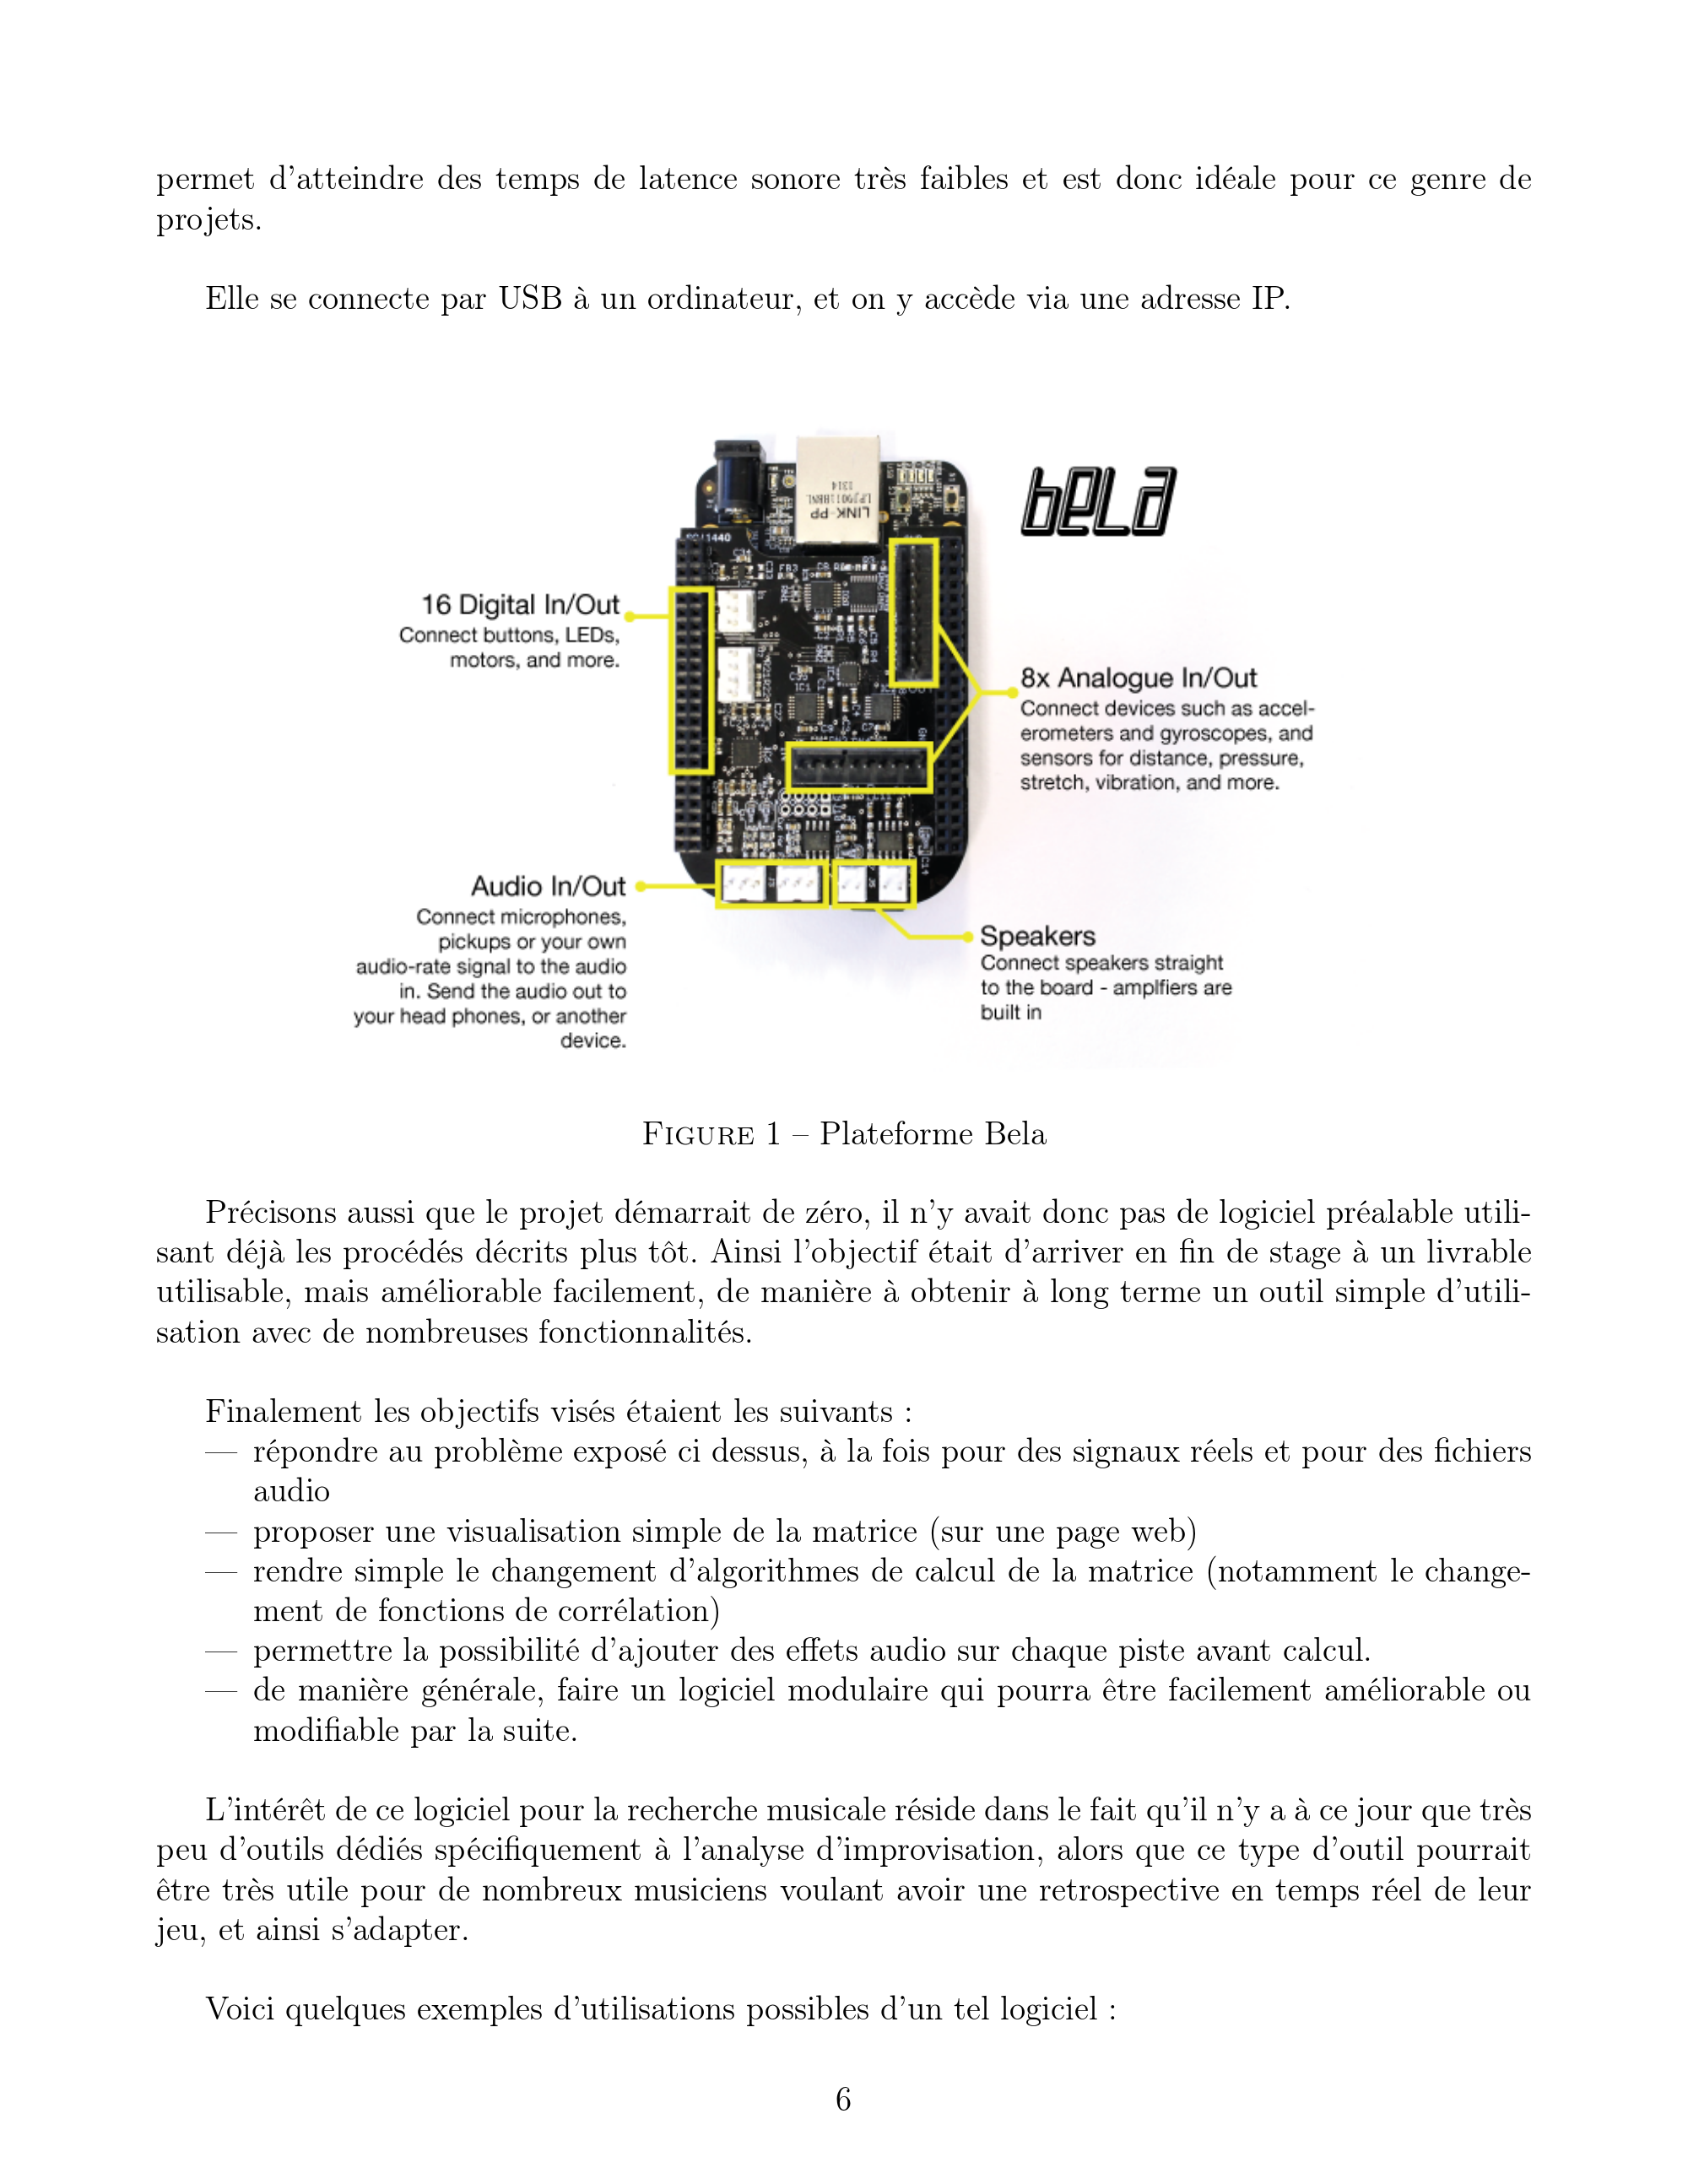 permet d'atteindre des temps de latence sonore très faibles et est donc idéale pour ce genre de
projets.
Elle se connecte par USB à un ordinateur, et on y accède via une adresse IP.
LINK-PP
LPJ0011BBNL
1314
1440
bela
16 Digital In/Out
Connect buttons, LEDs,
motors, and more.
8x Analogue In/Out
Connect devices such as accel-
erometers and gyroscopes, and
sensors for distance, pressure,
stretch, vibration, and more.
Audio In/Out
Connect microphones,
pickups or your own
audio-rate signal to the audio
in. Send the audio out to
your head phones, or another
device.
Speakers
Connect speakers straight
to the board - amplfiers are
built in
FIGURE 1 – Plateforme Bela
Précisons aussi que le projet démarrait de zéro, il n'y avait donc pas de logiciel préalable utili-
sant déjà les procédés décrits plus tôt. Ainsi l'objectif était d'arriver en fin de stage à un livrable
utilisable, mais améliorable facilement, de manière à obtenir à long terme un outil simple d'utili-
sation avec de nombreuses fonctionnalités.
Finalement les objectifs visés étaient les suivants :
— répondre au problème exposé ci dessus, à la fois pour des signaux réels et pour des fichiers
audio
— proposer une visualisation simple de la matrice (sur une page web)
— rendre simple le changement d'algorithmes de calcul de la matrice (notamment le change-
ment de fonctions de corrélation)
— permettre la possibilité d'ajouter des effets audio sur chaque piste avant calcul.
— de manière générale, faire un logiciel modulaire qui pourra être facilement améliorable ou
modifiable par la suite.
L'intérêt de ce logiciel pour la recherche musicale réside dans le fait qu'il n'y a à ce jour que très
peu d'outils dédiés spécifiquement à l'analyse d'improvisation, alors que ce type d'outil pourrait
être très utile pour de nombreux musiciens voulant avoir une retrospective en temps réel de leur
jeu, et ainsi s'adapter.
Voici quelques exemples d'utilisations possibles d'un tel logiciel :
6